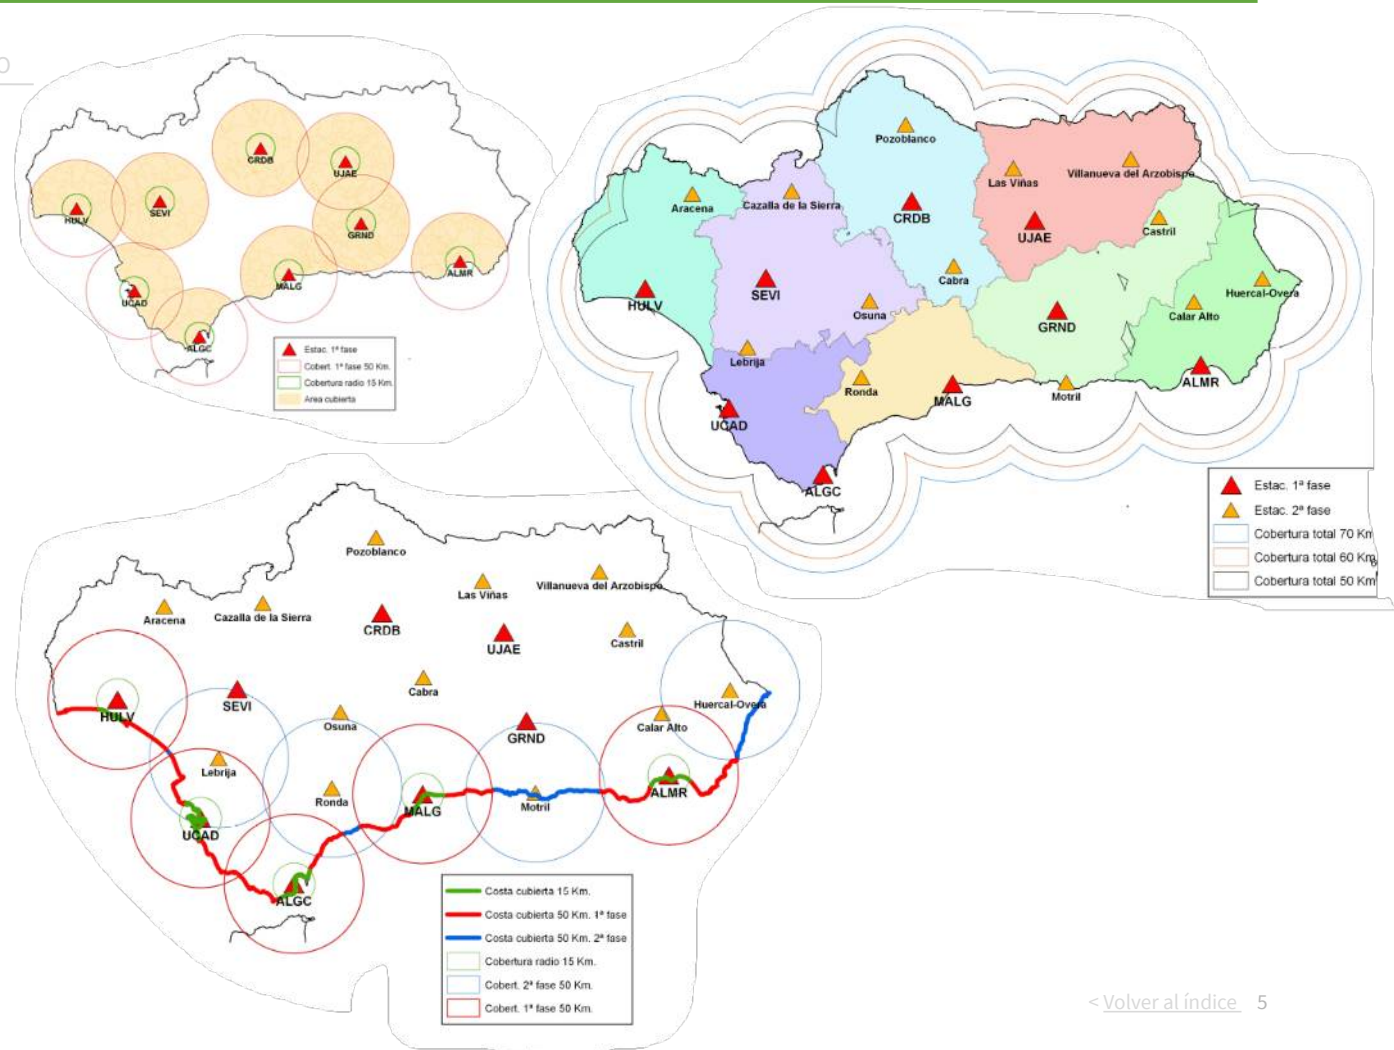 O
CRDB
UJAE
HULV
SEVI
GRND
ALMR
UCAD
MALG
ALGC
Estac. 1ª fase
Cobert. 1ª fase 50 Km.
Cobertura radio 15 Km.
Area cubierta
Pozoblanco
Las Viñas
Villanueva del Arzobispo
Aracena
Cazalla de la Sierra
CRDB
UJAE
Castril
Cabra
SEVI
HULV
Osuna
GRND
Huercal-Overa
Calar Alto
Lebrija
Ronda
MALG
Motril
ALMR
UCAD
ALGC
Estac. 1ª fase
Estac. 2ª fase
Cobertura total 70 Km
Cobertura total 60 Km
Cobertura total 50 Km
Pozoblanco
Las Viñas
Villanueva del Arzobispo
Aracena
Cazalla de la Sierra
CRDB
UJAE
Castril
Cabra
SEVI
HULV
Osuna
GRND
Huercal-Overa
Calar Alto
Lebrija
Ronda
MALG
Motril
ALMR
UCAD
ALGC
Costa cubierta 15 Km.
Costa cubierta 50 Km. 1ª fase
Costa cubierta 50 Km. 2ª fase
Cobertura radio 15 Km.
Cobert. 2ª fase 50 Km.
Cobert. 1ª fase 50 Km.
< Volver al índice 5